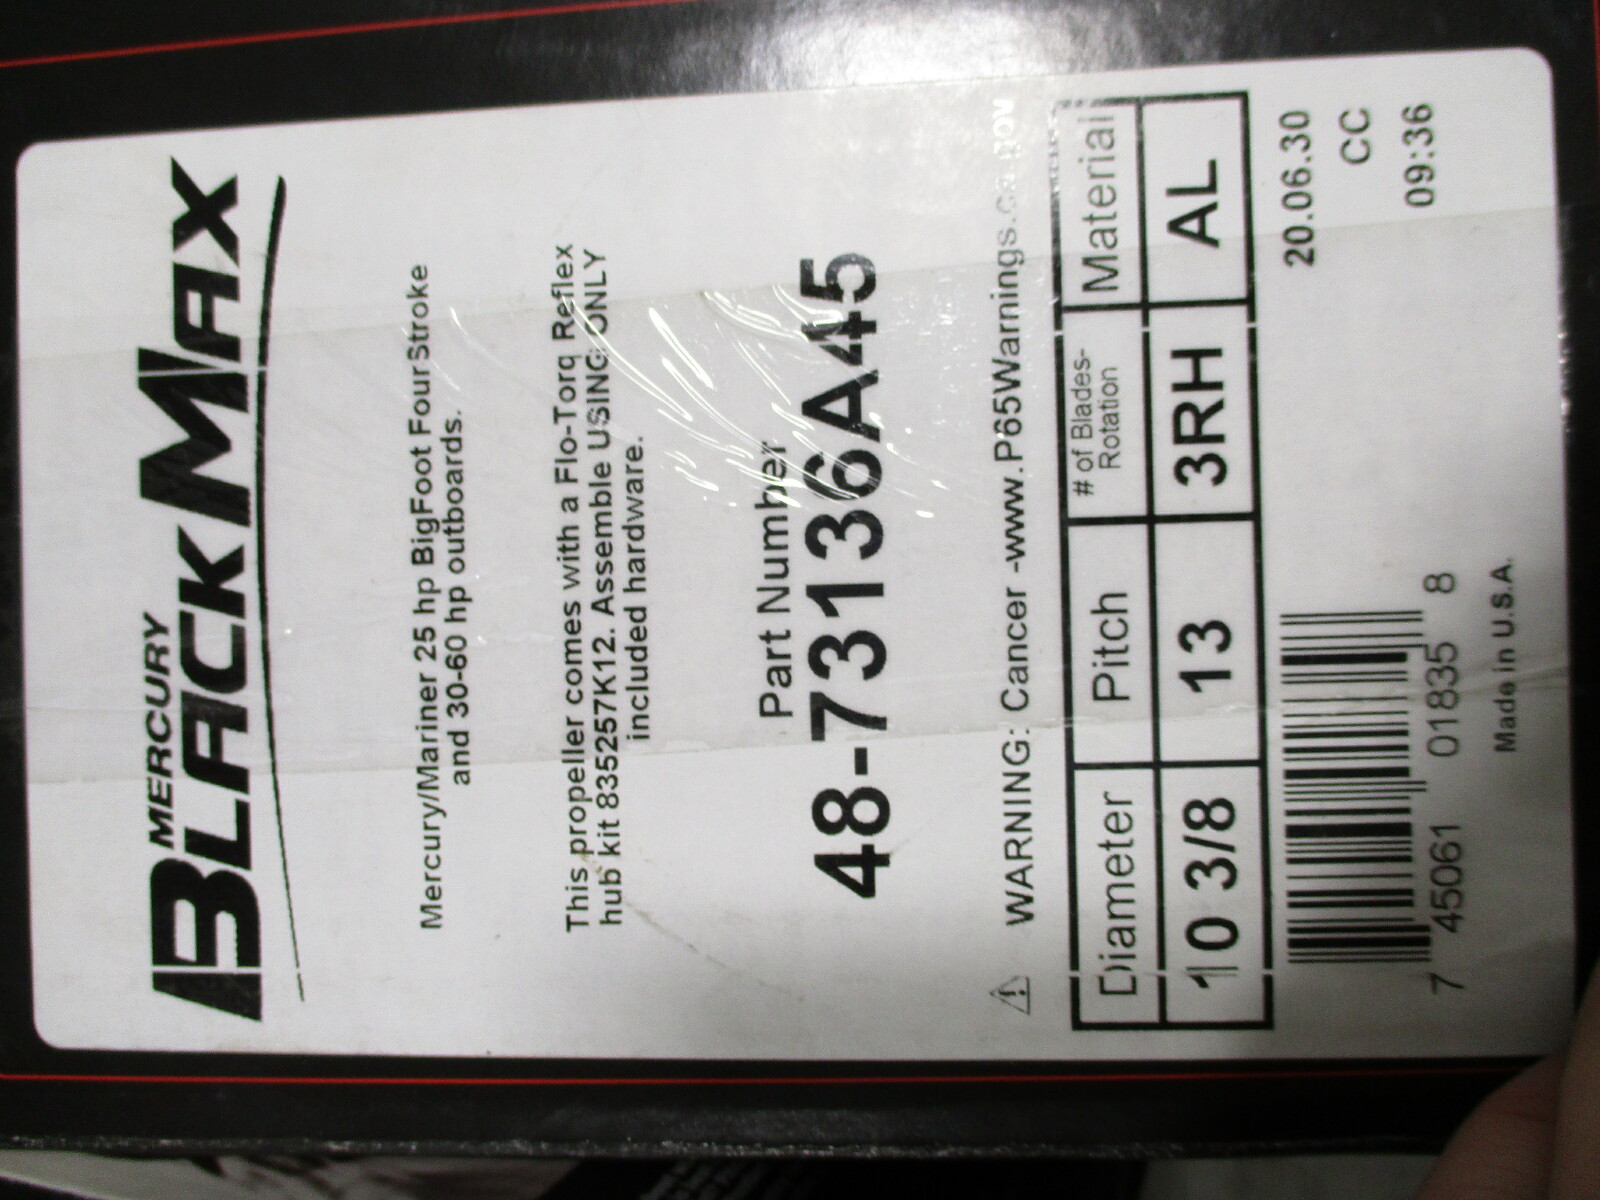 MERCURY
BLACKMAX
Mercury/Mariner 25 hp BigFoot FourStroke
and 30-60 hp outboards.
This propeller comes with a Flo-Torq Reflex
hub kit 835257K12. Assemble USING ONLY
included hardware.
Part Number
48-73136A45
⚠ WARNING: Cancer -www.P65Warnings.ca.gov
Diameter Pitch # of Blades- Material
Rotation
10 3/8 13 3RH AL
20.06.30
CC
09:36
7 45061 01835 8
Made in U.S.A.